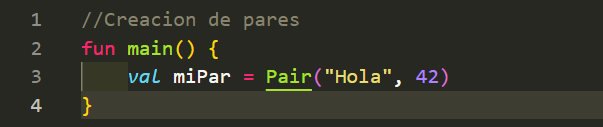 1 //Creacion de pares
2 fun main() {
3 val miPar = Pair("Hola", 42)
4 }